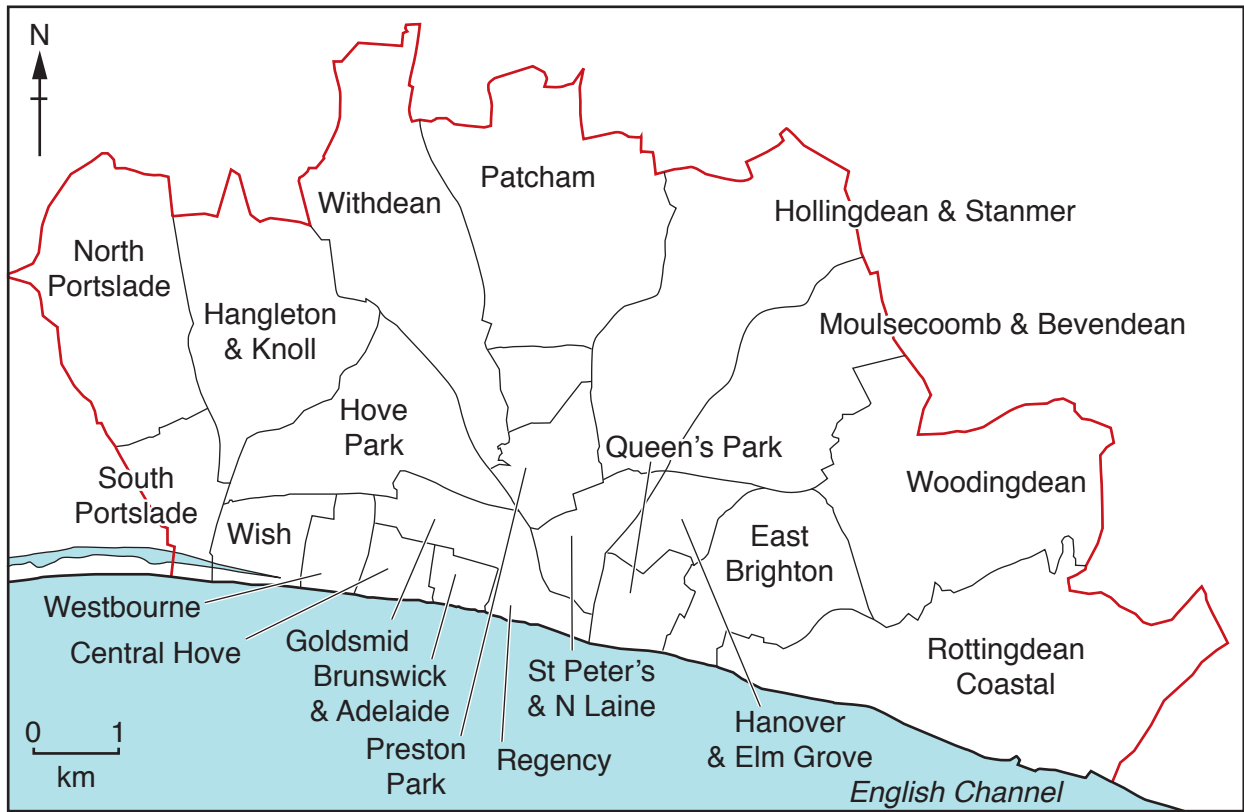 N
Withdean
Patcham
Hollingdean & Stanmer
North
Portslade
Hangleton
& Knoll
Moulsecoomb & Bevendean
Hove
Park
Queen’s Park
South
Portslade
Woodingdean
Wish
East
Brighton
Westbourne
Central Hove
Goldsmid
Brunswick
& Adelaide
Preston
Park
Regency
St Peter’s
& N Laine
Hanover
& Elm Grove
Rottingdean
Coastal
0 1
km
English Channel